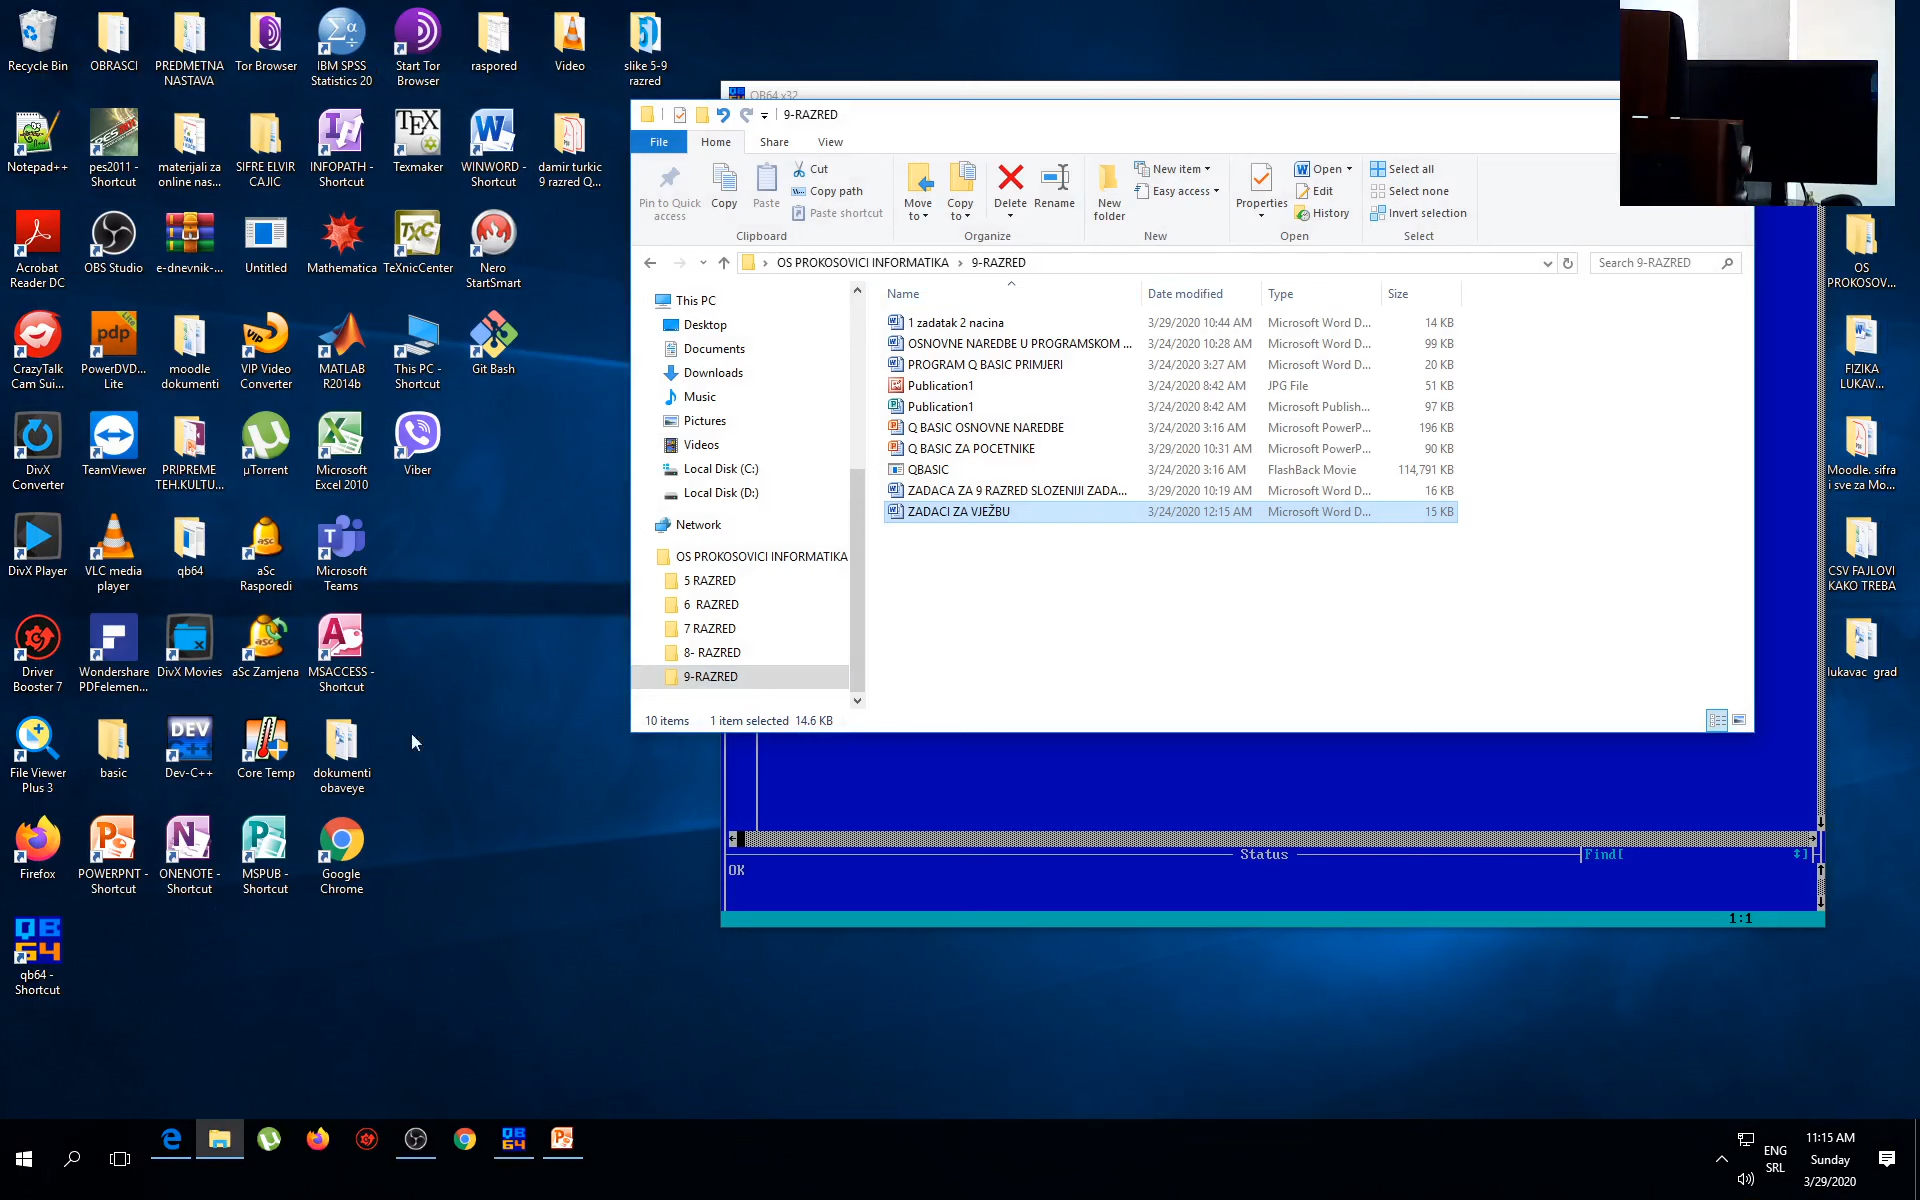 Recycle Bin
OBRASCI
PREDMETNA
NASTAVA
Tor Browser
IBM SPSS
Statistics 20
Start Tor
Browser
raspored
Video
slike 5-9
razred
Notepad++
pes2011 -
Shortcut
materijali za
online nas...
SIFRE ELVIR
CAJIC
INFOPATH -
Shortcut
Texmaker
WINWORD -
Shortcut
damir turkic
9 razred Q...
Acrobat
Reader DC
OBS Studio
e-dnevnik-...
Untitled
Mathematica
TeXnicCenter
Nero
StartSmart
CrazyTalk
Cam Sui...
PowerDVD...
Lite
moodle
dokumenti
VIP Video
Converter
MATLAB
R2014b
This PC -
Shortcut
Git Bash
DivX
Converter
TeamViewer
PRIPREME
TEH.KULTU...
µTorrent
Microsoft
Excel 2010
Viber
DivX Player
VLC media
player
qb64
aSc
Rasporedi
Microsoft
Teams
Driver
Booster 7
Wondershare
PDFelemen...
DivX Movies
aSc Zamjena
MSACCESS -
Shortcut
File Viewer
Plus 3
basic
Dev-C++
Core Temp
dokumenti
obaveye
Firefox
POWERPNT -
Shortcut
ONENOTE -
Shortcut
MSPUB -
Shortcut
Google
Chrome
qb64 -
Shortcut
QB64 x32
9-RAZRED
File
Home
Share
View
Pin to Quick
access
Copy
Paste
Cut
Copy path
Paste shortcut
Clipboard
Move
to
Copy
to
Delete
Rename
Organize
New
folder
New item
Easy access
New
Properties
Open
Edit
History
Open
Select all
Select none
Invert selection
Select
OS PROKOSOVICI INFORMATIKA
9-RAZRED
Search 9-RAZRED
This PC
Desktop
Documents
Downloads
Music
Pictures
Videos
Local Disk (C:)
Local Disk (D:)
Network
OS PROKOSOVICI INFORMATIKA
5 RAZRED
6 RAZRED
7 RAZRED
8- RAZRED
9-RAZRED
Name Date modified Type Size
1 zadatak 2 nacina 3/29/2020 10:44 AM Microsoft Word D... 14 KB
OSNOVNE NAREDBE U PROGRAMSKOM ... 3/24/2020 10:28 AM Microsoft Word D... 99 KB
PROGRAM Q BASIC PRIMJERI 3/24/2020 3:27 AM Microsoft Word D... 20 KB
Publication1 3/24/2020 8:42 AM JPG File 51 KB
Publication1 3/24/2020 8:42 AM Microsoft Publish... 97 KB
Q BASIC OSNOVNE NAREDBE 3/24/2020 3:16 AM Microsoft PowerP... 196 KB
Q BASIC ZA POCETNIKE 3/29/2020 10:31 AM Microsoft PowerP... 90 KB
QBASIC 3/24/2020 3:16 AM FlashBack Movie 114,791 KB
ZADACA ZA 9 RAZRED SLOZENIJI ZADA... 3/29/2020 10:19 AM Microsoft Word D... 16 KB
ZADACI ZA VJEŽBU 3/24/2020 12:15 AM Microsoft Word D... 15 KB
10 items 1 item selected 14.6 KB
Status
Find[
OK
1:1
OS
PROKOSOV...
FIZIKA
LUKAV...
Moodle. sifra
i sve za Mo...
CSV FAJLOVI
KAKO TREBA
lukavac grad
ENG
SRL
11:15 AM
Sunday
3/29/2020